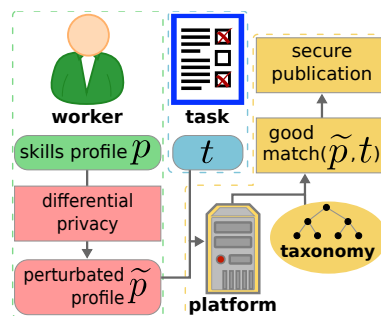 worker
task
skills profile p
t
differential
privacy
perturbated
profile p̃
platform
taxonomy
good
match(p̃,t)
secure
publication